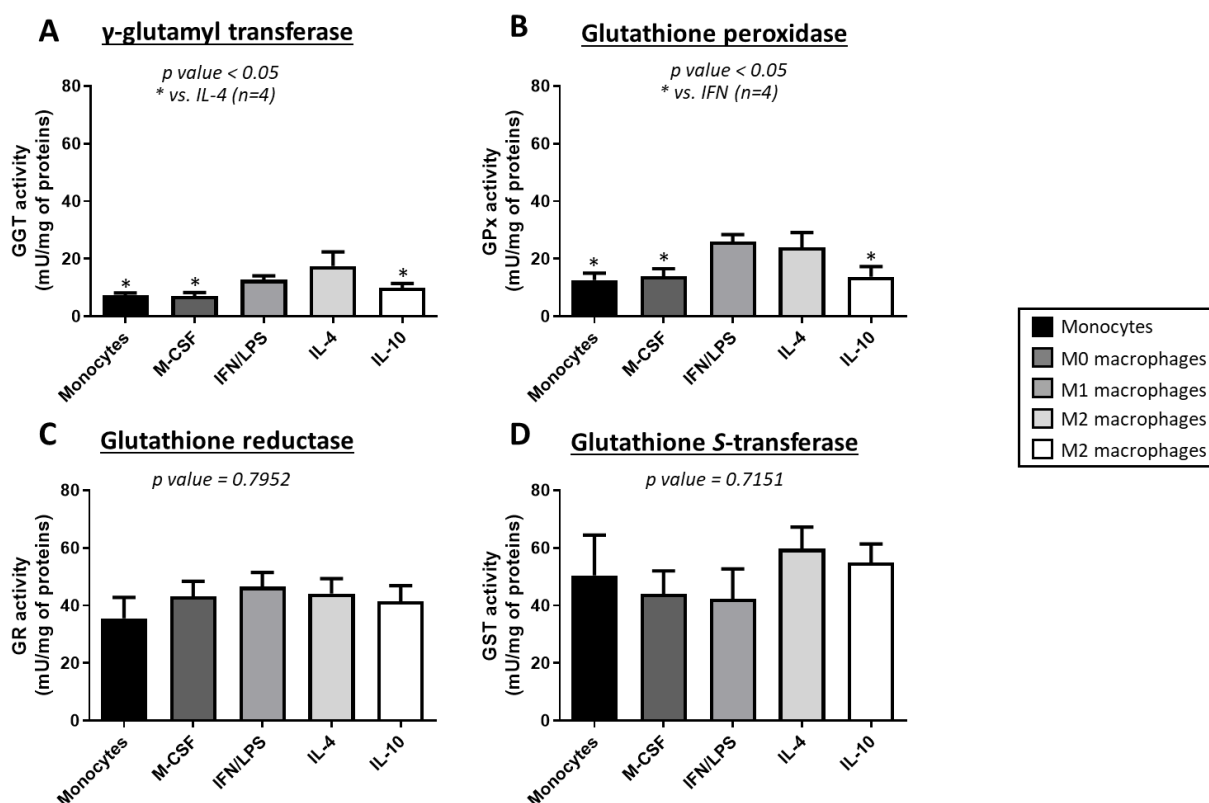 A
γ-glutamyl transferase
p value < 0.05
* vs. IL-4 (n=4)
GGT activity
(mU/mg of proteins)
80
60
40
20
0
*
*
*
Monocytes
M-CSF
IFN/LPS
IL-4
IL-10
B
Glutathione peroxidase
p value < 0.05
* vs. IFN (n=4)
GPx activity
(mU/mg of proteins)
80
60
40
20
0
*
*
*
Monocytes
M-CSF
IFN/LPS
IL-4
IL-10
C
Glutathione reductase
p value = 0.7952
GR activity
(mU/mg of proteins)
80
60
40
20
0
Monocytes
M-CSF
IFN/LPS
IL-4
IL-10
D
Glutathione S-transferase
p value = 0.7151
GST activity
(mU/mg of proteins)
80
60
40
20
0
Monocytes
M-CSF
IFN/LPS
IL-4
IL-10
Monocytes
M0 macrophages
M1 macrophages
M2 macrophages
M2 macrophages